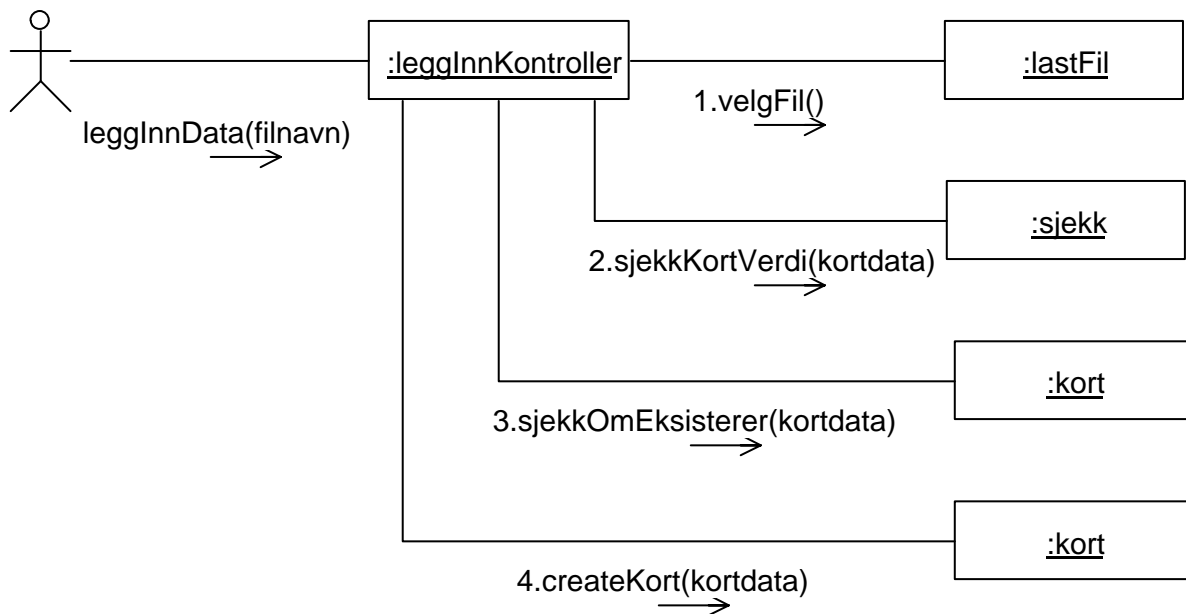 :leggInnKontroller
:lastFil
1.velgFil()
leggInnData(filnavn)
:sjekk
2.sjekkKortVerdi(kortdata)
:kort
3.sjekkOmEksisterer(kortdata)
:kort
4.createKort(kortdata)